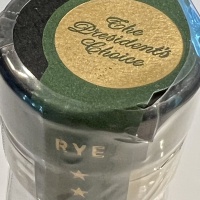 The
President's
Choice
RYE